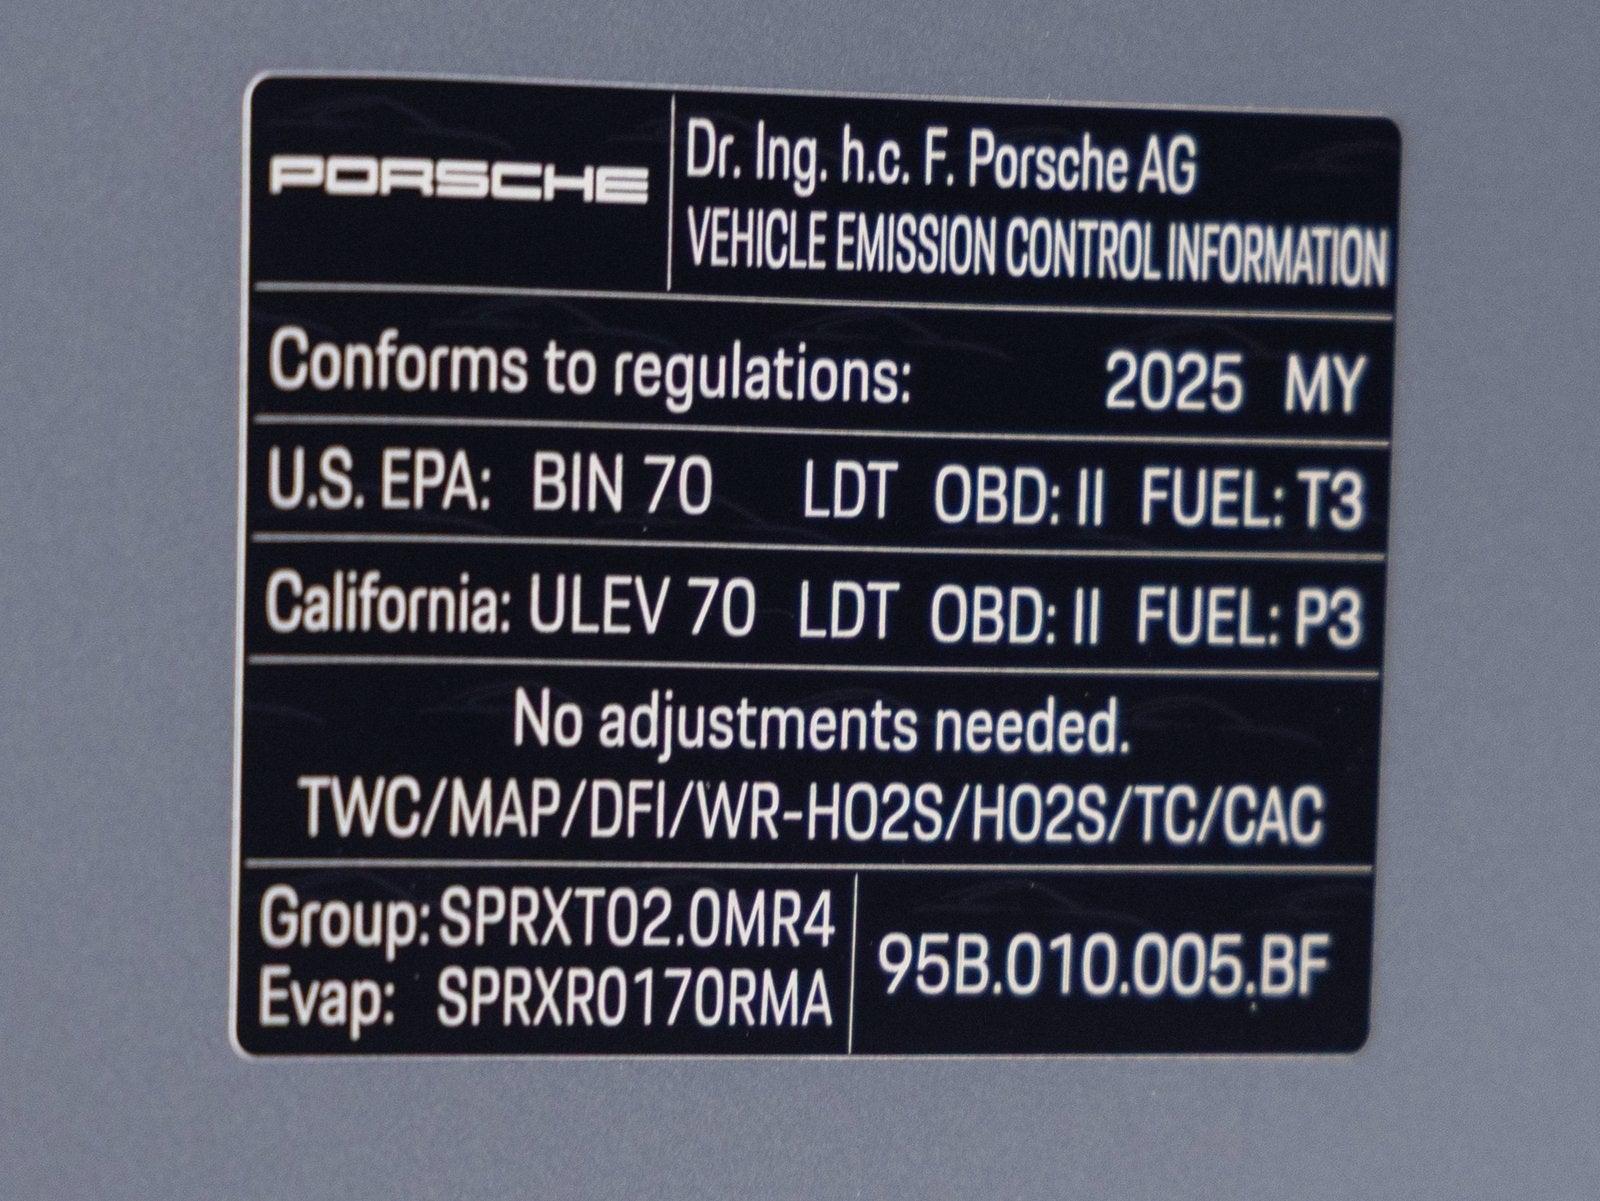 PORSCHE
Dr. Ing. h.c. F. Porsche AG
VEHICLE EMISSION CONTROL INFORMATION
Conforms to regulations: 2025 MY
U.S. EPA: BIN 70 LDT OBD: II FUEL: T3
California: ULEV 70 LDT OBD: II FUEL: P3
No adjustments needed.
TWC/MAP/DFI/WR-HO2S/HO2S/TC/CAC
Group: SPRXT02.0MR4
Evap: SPRXR0170RMA
95B.010.005.BF